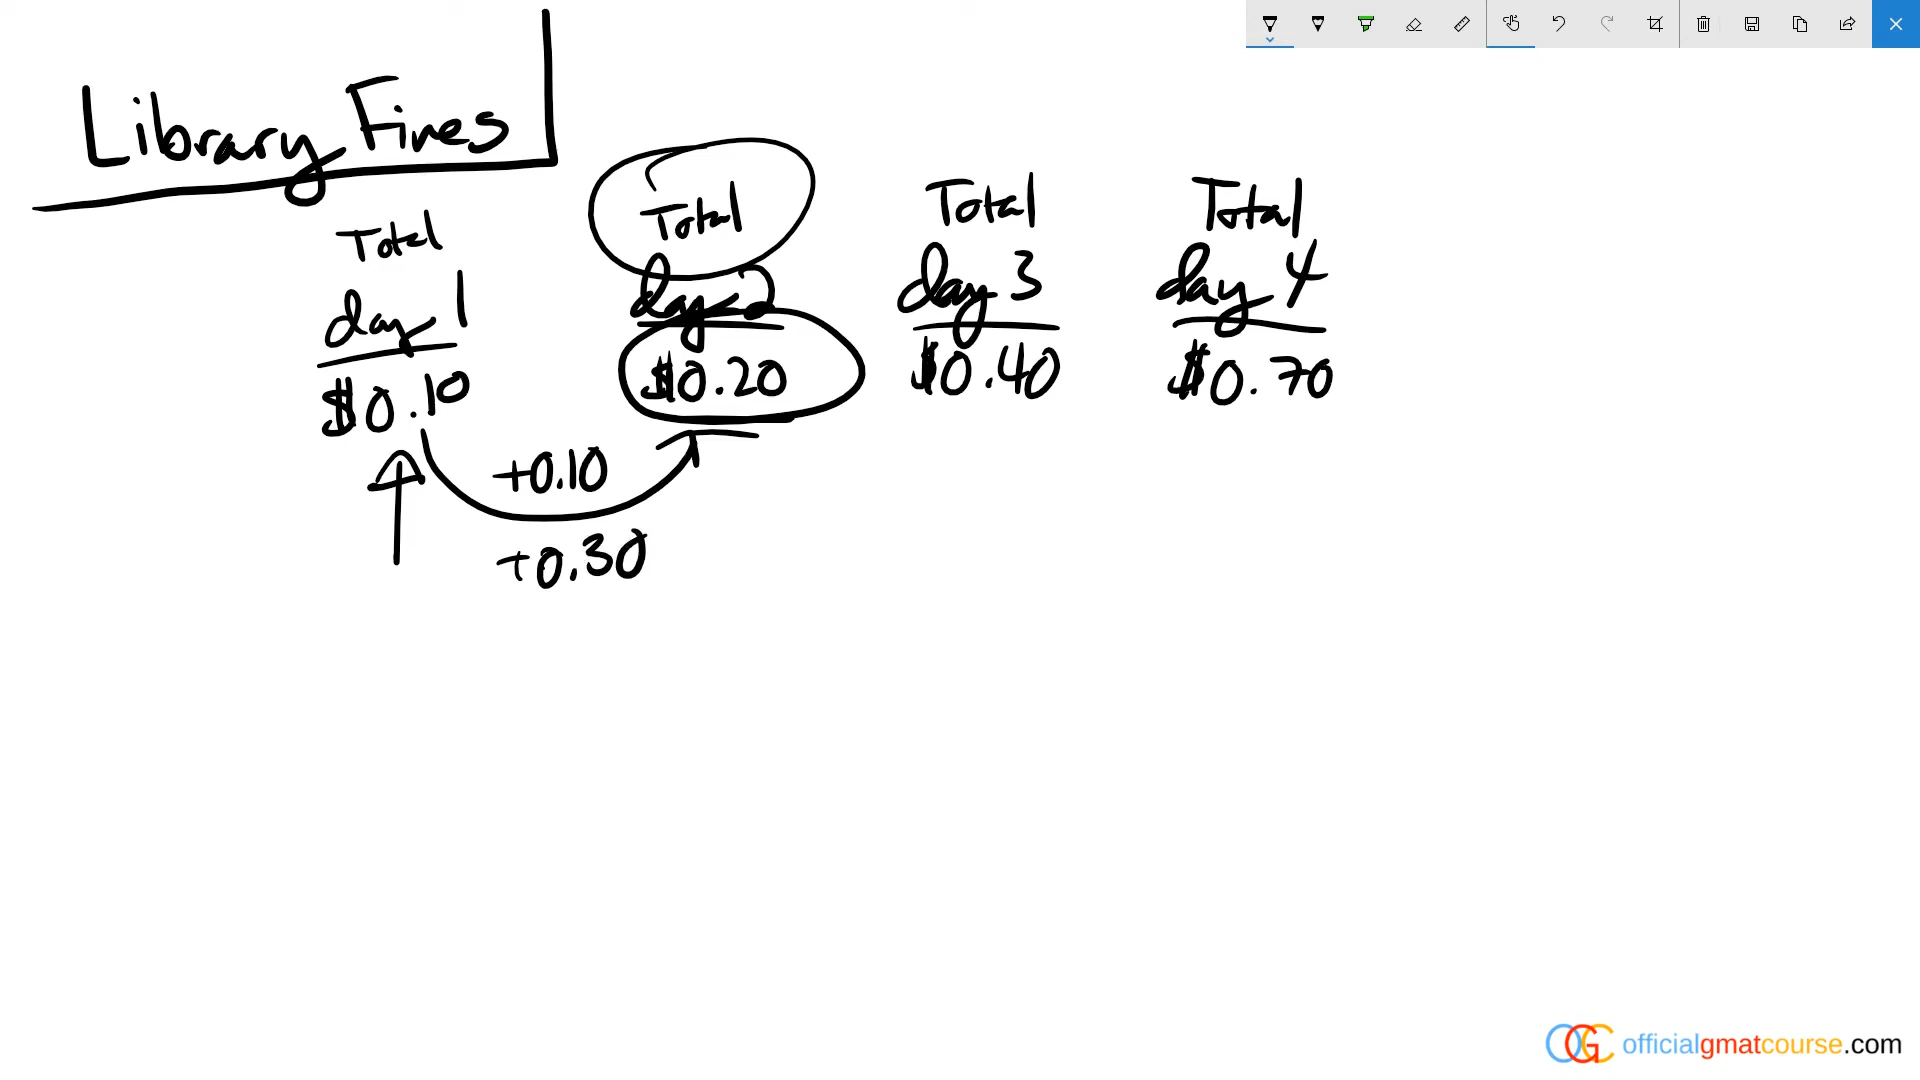 Library Fines
Total
day 1
$0.10
Total
day 2
$0.20
Total
day 3
$0.40
Total
day 4
$0.70
+0.10
+0.30
OGC officialgmatcourse.com